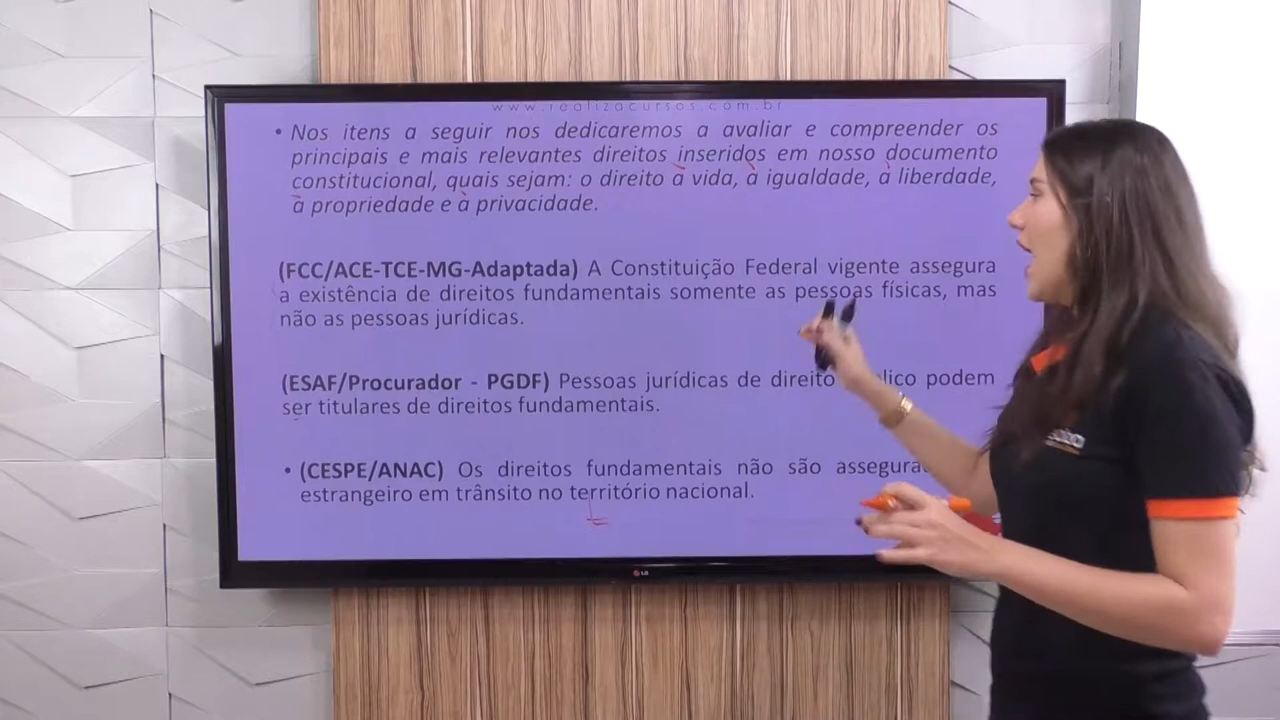 www.realizacursos.com.br
• Nos itens a seguir nos dedicaremos a avaliar e compreender os
principais e mais relevantes direitos inseridos em nosso documento
constitucional, quais sejam: o direito à vida, à igualdade, à liberdade,
à propriedade e à privacidade.
(FCC/ACE-TCE-MG-Adaptada) A Constituição Federal vigente assegura
a existência de direitos fundamentais somente as pessoas físicas, mas
não as pessoas jurídicas.
(ESAF/Procurador - PGDF) Pessoas jurídicas de direito lico podem
ser titulares de direitos fundamentais.
• (CESPE/ANAC) Os direitos fundamentais não são assegura
estrangeiro em trânsito no território nacional.
LG